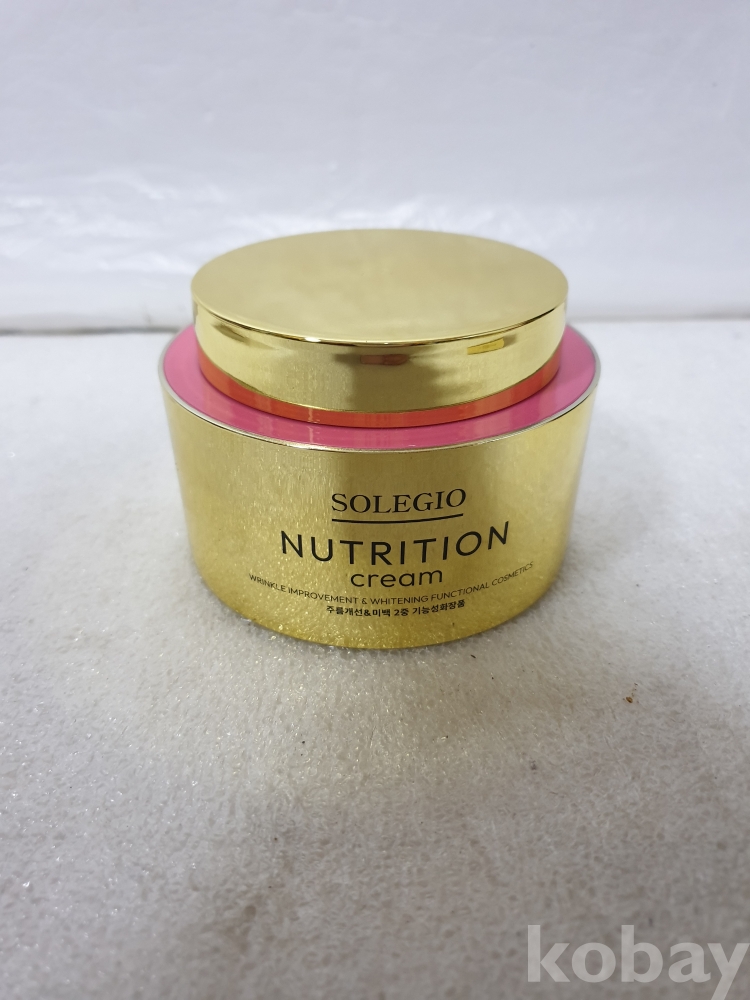 SOLEGIO
NUTRITION
cream
WRINKLE IMPROVEMENT & WHITENING FUNCTIONAL COSMETICS
주름개선&미백 2중 기능성화장품
kobay